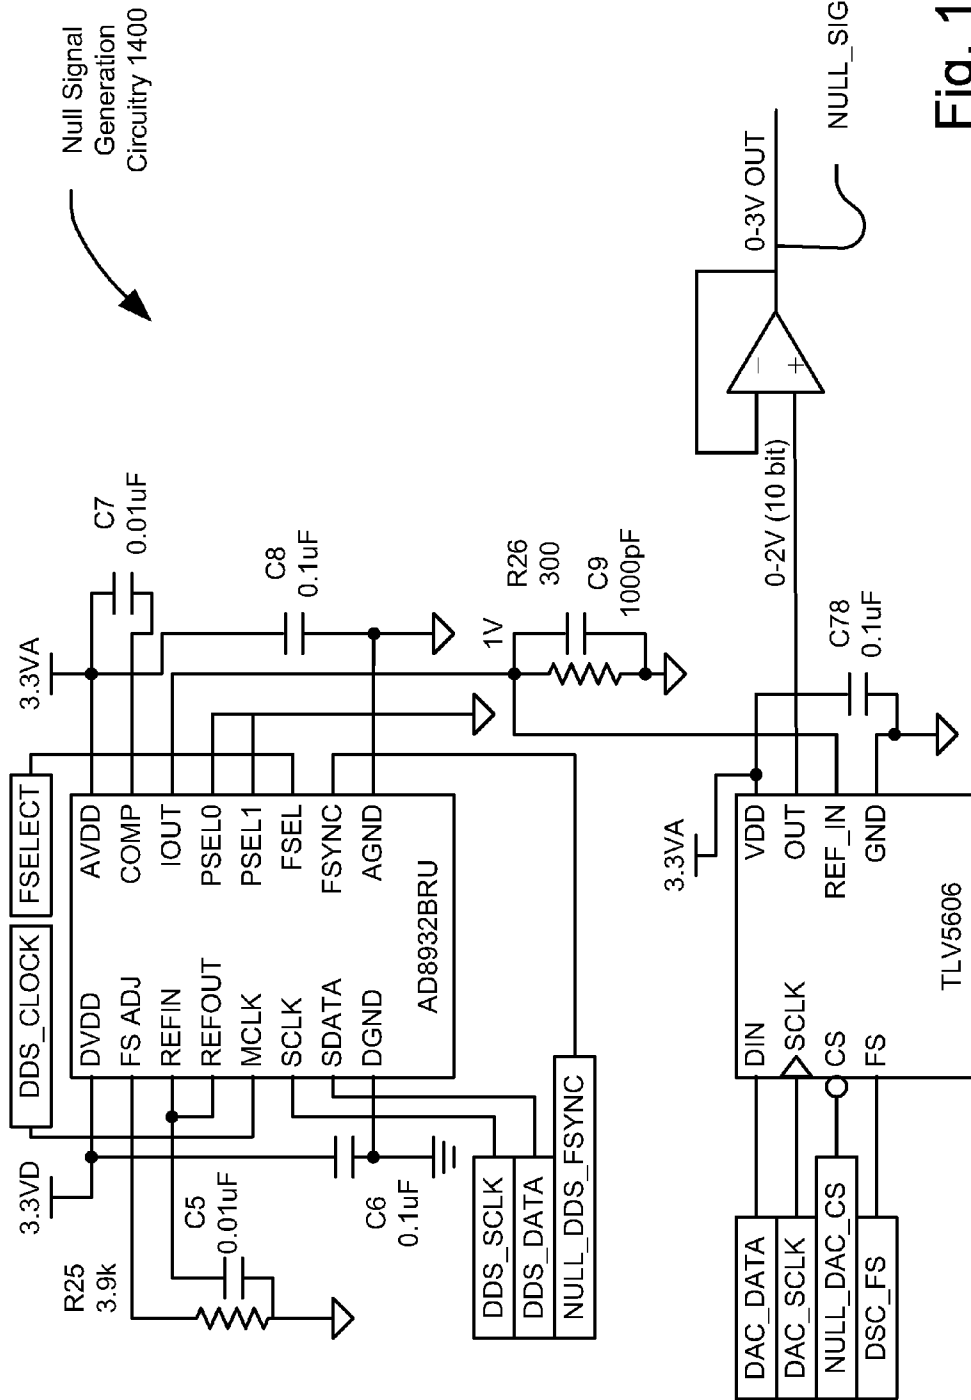 Null Signal
Generation
Circuitry 1400
3.3VD
DDS_CLOCK
FSELECT
3.3VA
C7
0.01uF
R25
3.9k
C5
0.01uF
C6
0.1uF
DVDD
FS ADJ
REFIN
REFOUT
MCLK
SCLK
SDATA
DGND
AVDD
COMP
IOUT
PSEL0
PSEL1
FSEL
FSYNC
AGND
AD8932BRU
C8
0.1uF
1V
R26
300
C9
1000pF
DDS_SCLK
DDS_DATA
NULL_DDS_FSYNC
3.3VA
C78
0.1uF
DAC_DATA
DAC_SCLK
NULL_DAC_CS
DSC_FS
DIN
SCLK
CS
FS
VDD
OUT
REF_IN
GND
TLV5606
0-2V (10 bit)
-
+
0-3V OUT
NULL_SIG
Fig. 1